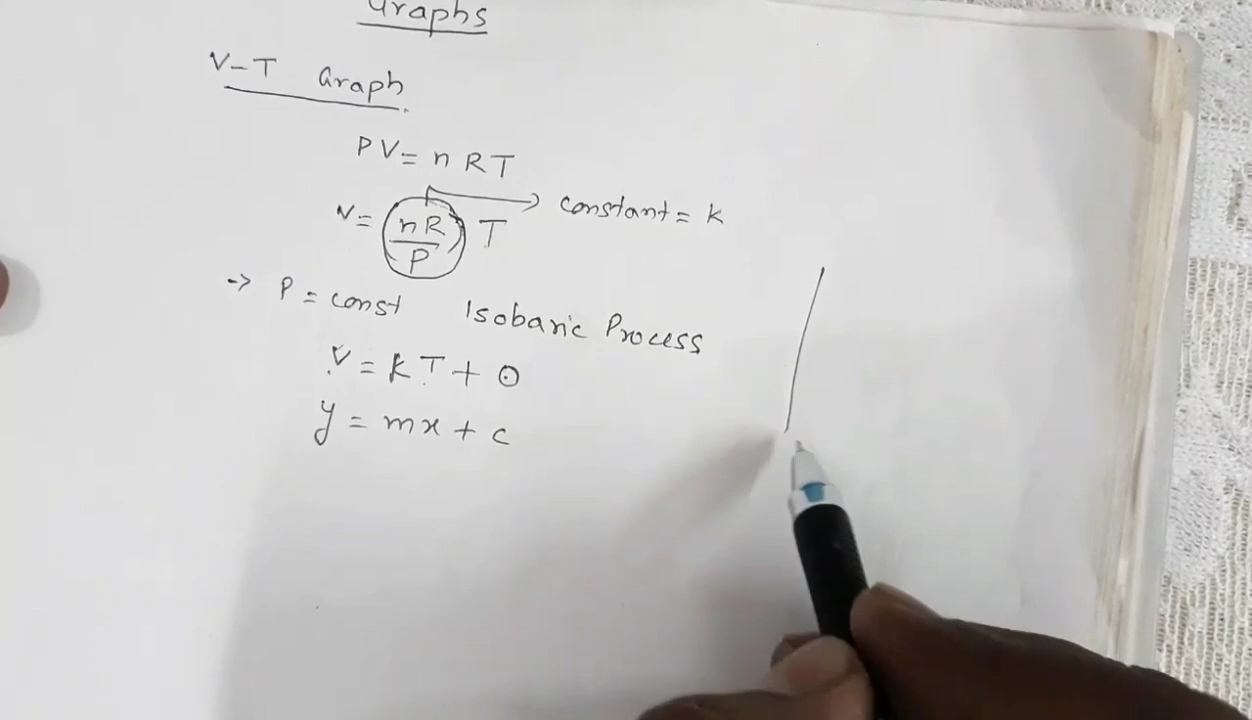 Graphs
V-T Graph
PV = nRT
V = (nR/P) T → constant = k
→ P = const Isobaric Process
V = kT + 0
y = mx + c